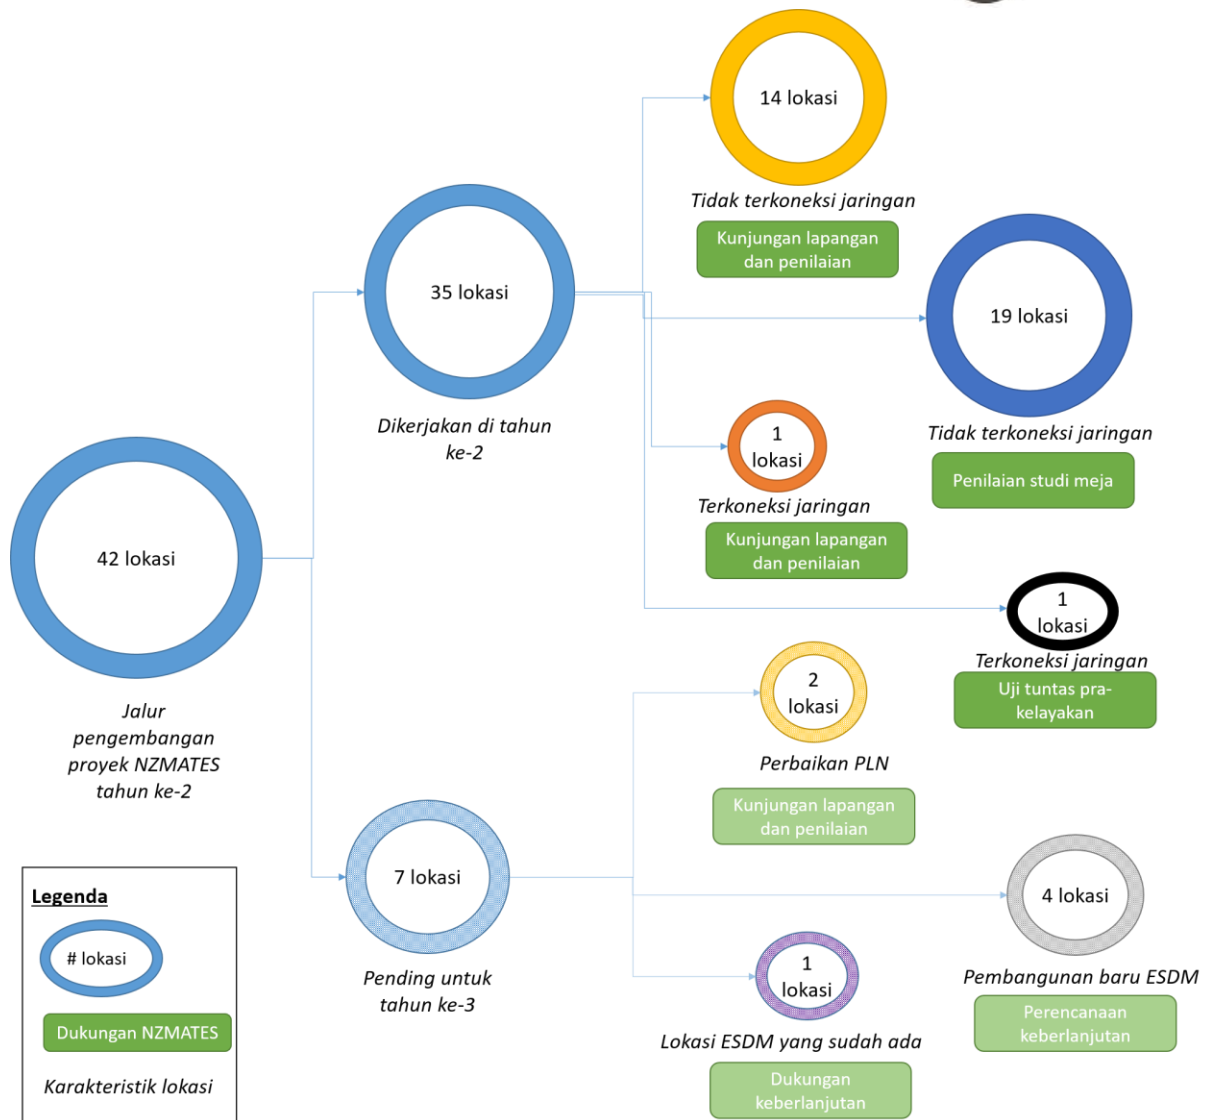 14 lokasi
Tidak terkoneksi jaringan
Kunjungan lapangan
dan penilaian
35 lokasi
Dikerjakan di tahun
ke-2
19 lokasi
Tidak terkoneksi jaringan
Penilaian studi meja
1
lokasi
Terkoneksi jaringan
Kunjungan lapangan
dan penilaian
42 lokasi
Jalur
pengembangan
proyek NZMATES
tahun ke-2
1
lokasi
Terkoneksi jaringan
Uji tuntas pra-
kelayakan
2
lokasi
Perbaikan PLN
Kunjungan lapangan
dan penilaian
7 lokasi
Pending untuk
tahun ke-3
4 lokasi
Pembangunan baru ESDM
Perencanaan
keberlanjutan
1
lokasi
Lokasi ESDM yang sudah ada
Dukungan
keberlanjutan
Legenda
# lokasi
Dukungan NZMATES
Karakteristik lokasi